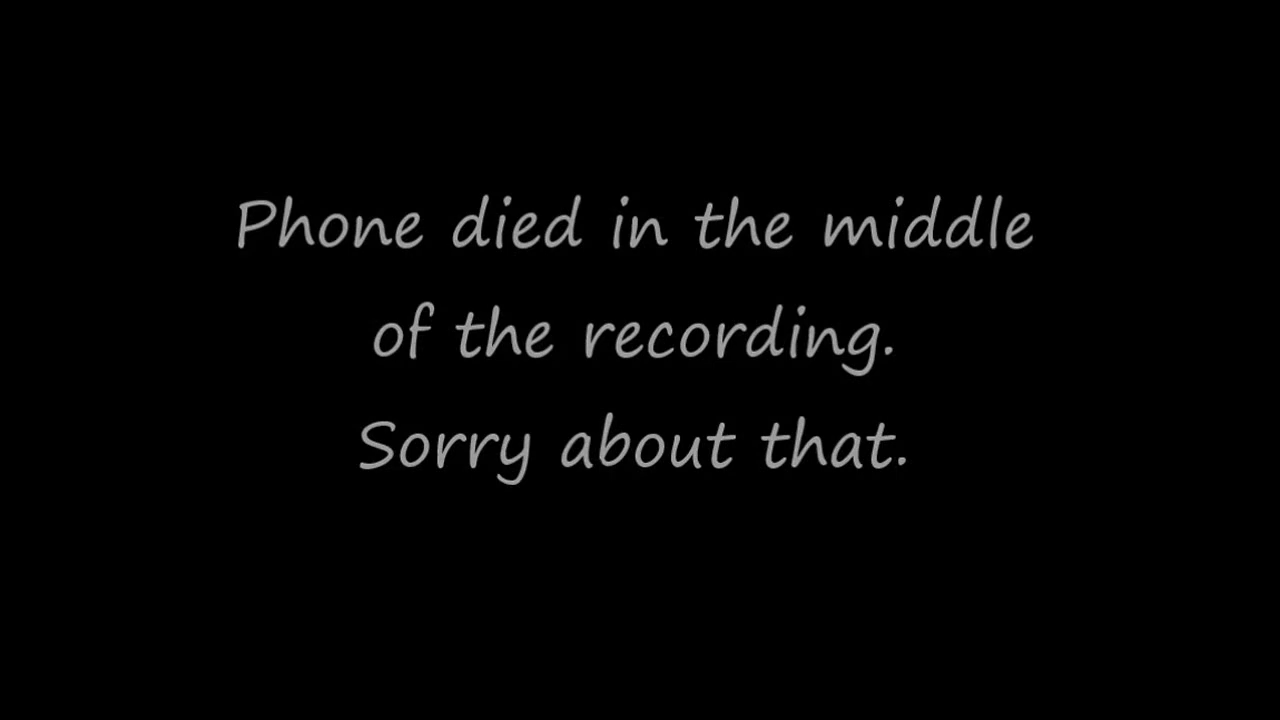 Phone died in the middle
of the recording.
Sorry about that.